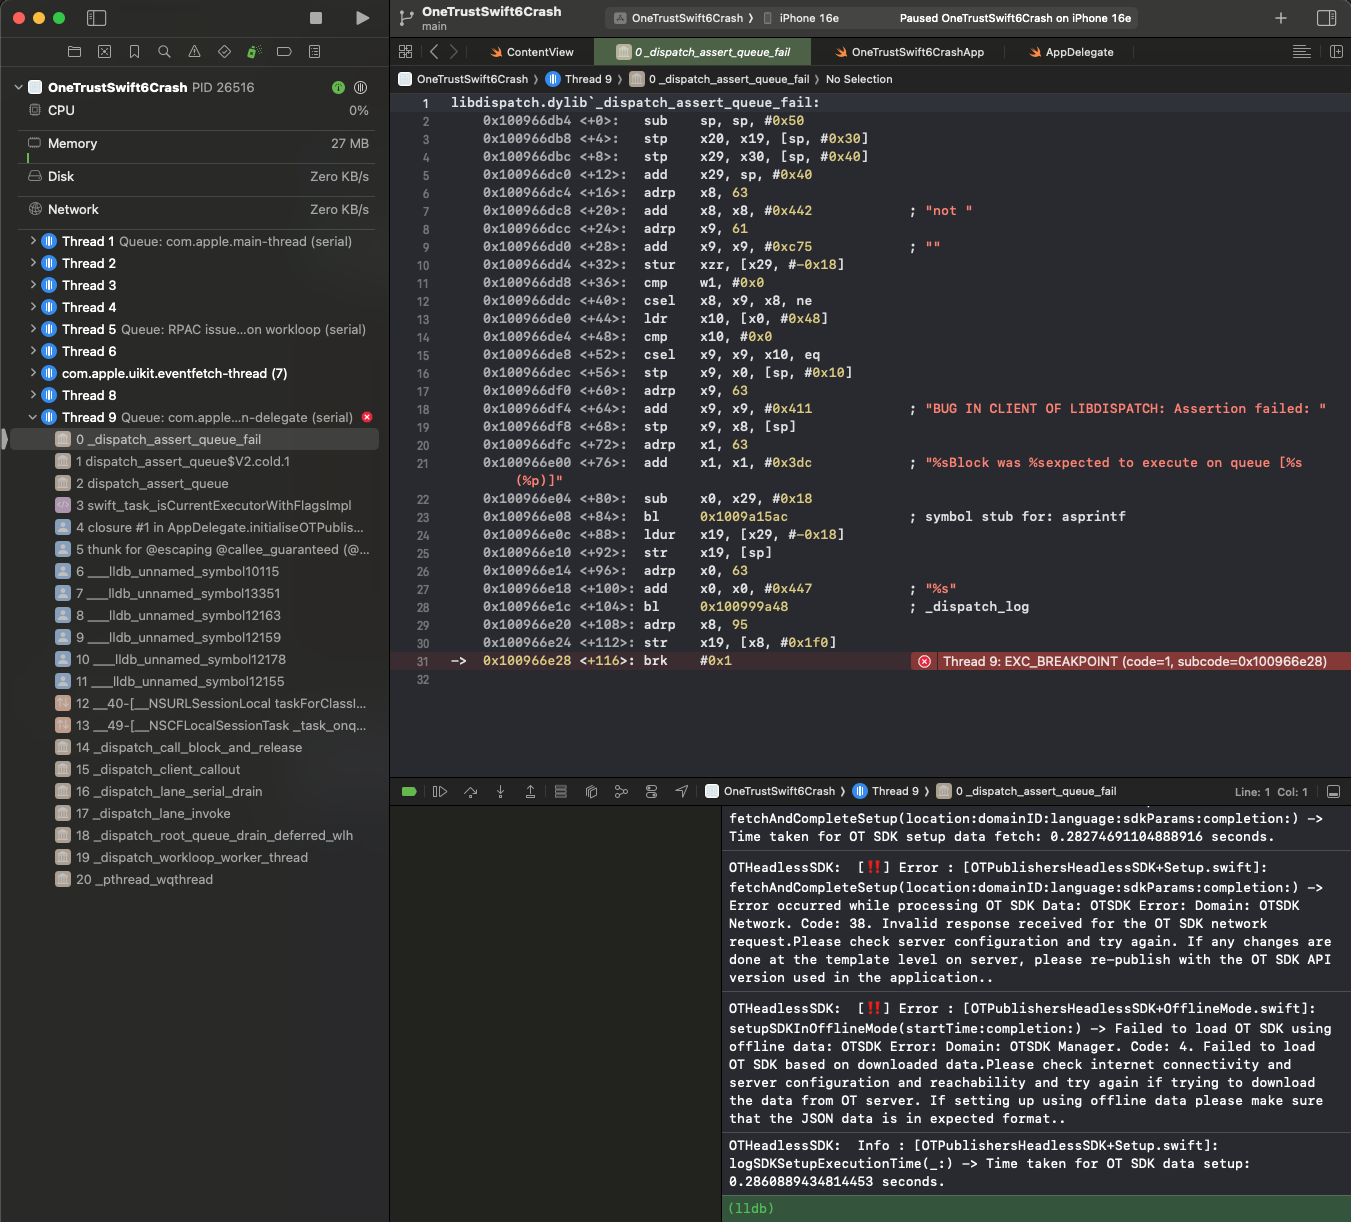 OneTrustSwift6Crash
main
OneTrustSwift6Crash ⟩ iPhone 16e
Paused OneTrustSwift6Crash on iPhone 16e
ContentView
0 _dispatch_assert_queue_fail
OneTrustSwift6CrashApp
AppDelegate
OneTrustSwift6Crash ⟩ Thread 9 ⟩ 0 _dispatch_assert_queue_fail ⟩ No Selection
OneTrustSwift6Crash PID 26516
CPU 0%
Memory 27 MB
Disk Zero KB/s
Network Zero KB/s
Thread 1 Queue: com.apple.main-thread (serial)
Thread 2
Thread 3
Thread 4
Thread 5 Queue: RPAC issue...on workloop (serial)
Thread 6
com.apple.uikit.eventfetch-thread (7)
Thread 8
Thread 9 Queue: com.apple...n-delegate (serial)
0 _dispatch_assert_queue_fail
1 dispatch_assert_queue$V2.cold.1
2 dispatch_assert_queue
3 swift_task_isCurrentExecutorWithFlagsImpl
4 closure #1 in AppDelegate.initialiseOTPublis...
5 thunk for @escaping @callee_guaranteed (@...
6 ___lldb_unnamed_symbol10115
7 ___lldb_unnamed_symbol13351
8 ___lldb_unnamed_symbol12163
9 ___lldb_unnamed_symbol12159
10 ___lldb_unnamed_symbol12178
11 ___lldb_unnamed_symbol12155
12 __40-[__NSURLSessionLocal taskForClassI...
13 __49-[__NSCFLocalSessionTask _task_onq...
14 _dispatch_call_block_and_release
15 _dispatch_client_callout
16 _dispatch_lane_serial_drain
17 _dispatch_lane_invoke
18 _dispatch_root_queue_drain_deferred_wlh
19 _dispatch_workloop_worker_thread
20 _pthread_wqthread
1 libdispatch.dylib`_dispatch_assert_queue_fail:
2 0x100966db4 <+0>: sub sp, sp, #0x50
3 0x100966db8 <+4>: stp x20, x19, [sp, #0x30]
4 0x100966dbc <+8>: stp x29, x30, [sp, #0x40]
5 0x100966dc0 <+12>: add x29, sp, #0x40
6 0x100966dc4 <+16>: adrp x8, 63
7 0x100966dc8 <+20>: add x8, x8, #0x442 ; "not "
8 0x100966dcc <+24>: adrp x9, 61
9 0x100966dd0 <+28>: add x9, x9, #0xc75 ; ""
10 0x100966dd4 <+32>: stur xzr, [x29, #-0x18]
11 0x100966dd8 <+36>: cmp w1, #0x0
12 0x100966ddc <+40>: csel x8, x9, x8, ne
13 0x100966de0 <+44>: ldr x10, [x0, #0x48]
14 0x100966de4 <+48>: cmp x10, #0x0
15 0x100966de8 <+52>: csel x9, x9, x10, eq
16 0x100966dec <+56>: stp x9, x0, [sp, #0x10]
17 0x100966df0 <+60>: adrp x9, 63
18 0x100966df4 <+64>: add x9, x9, #0x411 ; "BUG IN CLIENT OF LIBDISPATCH: Assertion failed: "
19 0x100966df8 <+68>: stp x9, x8, [sp]
20 0x100966dfc <+72>: adrp x1, 63
21 0x100966e00 <+76>: add x1, x1, #0x3dc ; "%sBlock was %sexpected to execute on queue [%s
(%p)]"
22 0x100966e04 <+80>: sub x0, x29, #0x18
23 0x100966e08 <+84>: bl 0x1009a15ac ; symbol stub for: asprintf
24 0x100966e0c <+88>: ldur x19, [x29, #-0x18]
25 0x100966e10 <+92>: str x19, [sp]
26 0x100966e14 <+96>: adrp x0, 63
27 0x100966e18 <+100>: add x0, x0, #0x447 ; "%s"
28 0x100966e1c <+104>: bl 0x100999a48 ; _dispatch_log
29 0x100966e20 <+108>: adrp x8, 95
30 0x100966e24 <+112>: str x19, [x8, #0x1f0]
31 -> 0x100966e28 <+116>: brk #0x1 Thread 9: EXC_BREAKPOINT (code=1, subcode=0x100966e28)
32
OneTrustSwift6Crash ⟩ Thread 9 ⟩ 0 _dispatch_assert_queue_fail
Line: 1 Col: 1
fetchAndCompleteSetup(location:domainID:language:sdkParams:completion:) ->
Time taken for OT SDK setup data fetch: 0.28274691104888916 seconds.
OTHeadlessSDK: [‼️] Error : [OTPublishersHeadlessSDK+Setup.swift]:
fetchAndCompleteSetup(location:domainID:language:sdkParams:completion:) ->
Error occurred while processing OT SDK Data: OTSDK Error: Domain: OTSDK
Network. Code: 38. Invalid response received for the OT SDK network
request.Please check server configuration and try again. If any changes are
done at the template level on server, please re-publish with the OT SDK API
version used in the application..
OTHeadlessSDK: [‼️] Error : [OTPublishersHeadlessSDK+OfflineMode.swift]:
setupSDKInOfflineMode(startTime:completion:) -> Failed to load OT SDK using
offline data: OTSDK Error: Domain: OTSDK Manager. Code: 4. Failed to load
OT SDK based on downloaded data.Please check internet connectivity and
server configuration and reachability and try again if trying to download
the data from OT server. If setting up using offline data please make sure
that the JSON data is in expected format..
OTHeadlessSDK: Info : [OTPublishersHeadlessSDK+Setup.swift]:
logSDKSetupExecutionTime(_:) -> Time taken for OT SDK data setup:
0.2860889434814453 seconds.
(lldb)